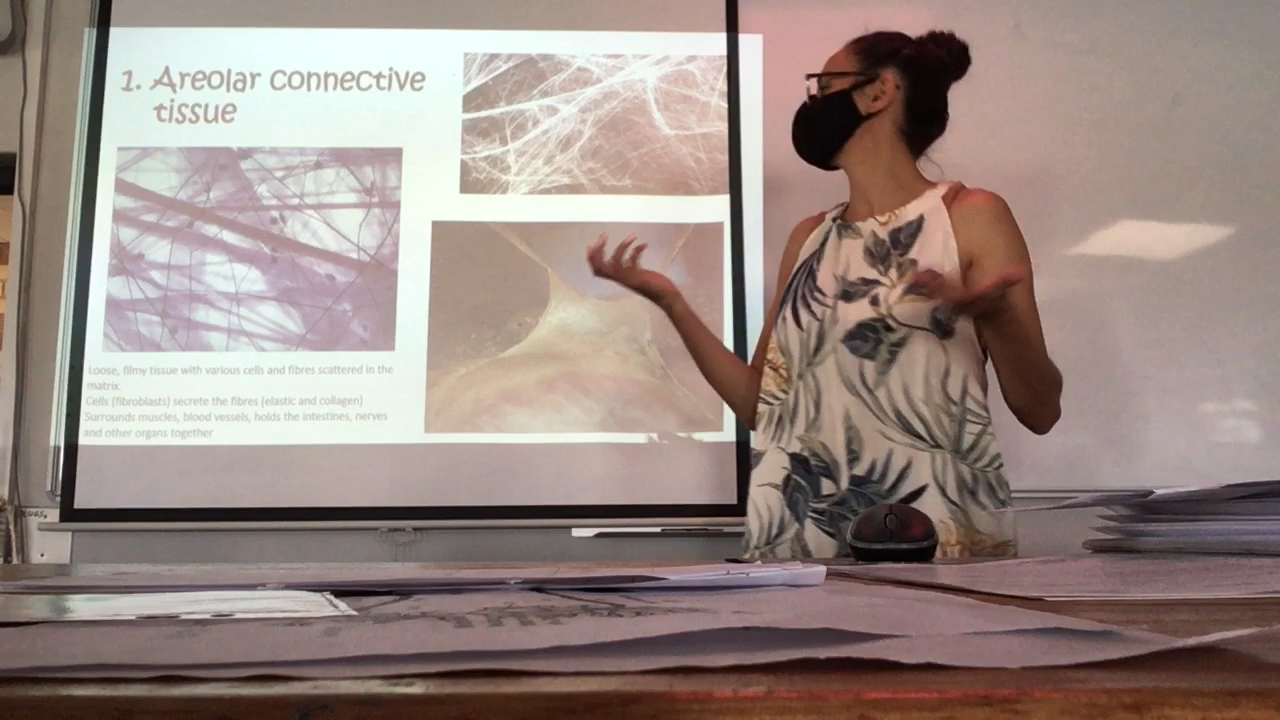 1. Areolar connective
tissue
Loose, filmy tissue with various cells and fibres scattered in the
matrix.
Cells (fibroblasts) secrete the fibres (elastic and collagen)
Surrounds muscles, blood vessels, holds the intestines, nerves
and other organs together